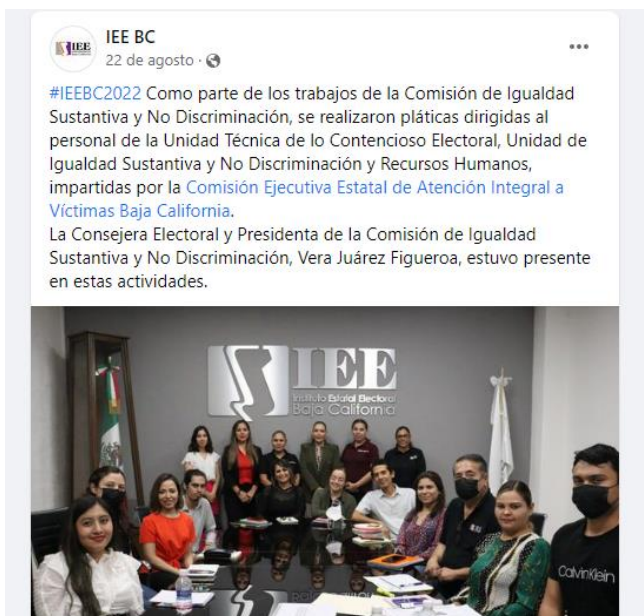 IEE
IEE BC
22 de agosto ·
#IEEBC2022 Como parte de los trabajos de la Comisión de Igualdad
Sustantiva y No Discriminación, se realizaron pláticas dirigidas al
personal de la Unidad Técnica de lo Contencioso Electoral, Unidad de
Igualdad Sustantiva y No Discriminación y Recursos Humanos,
impartidas por la Comisión Ejecutiva Estatal de Atención Integral a
Víctimas Baja California.
La Consejera Electoral y Presidenta de la Comisión de Igualdad
Sustantiva y No Discriminación, Vera Juárez Figueroa, estuvo presente
en estas actividades.
IEE
Instituto Estatal Electoral
Baja California
Calvin Klein